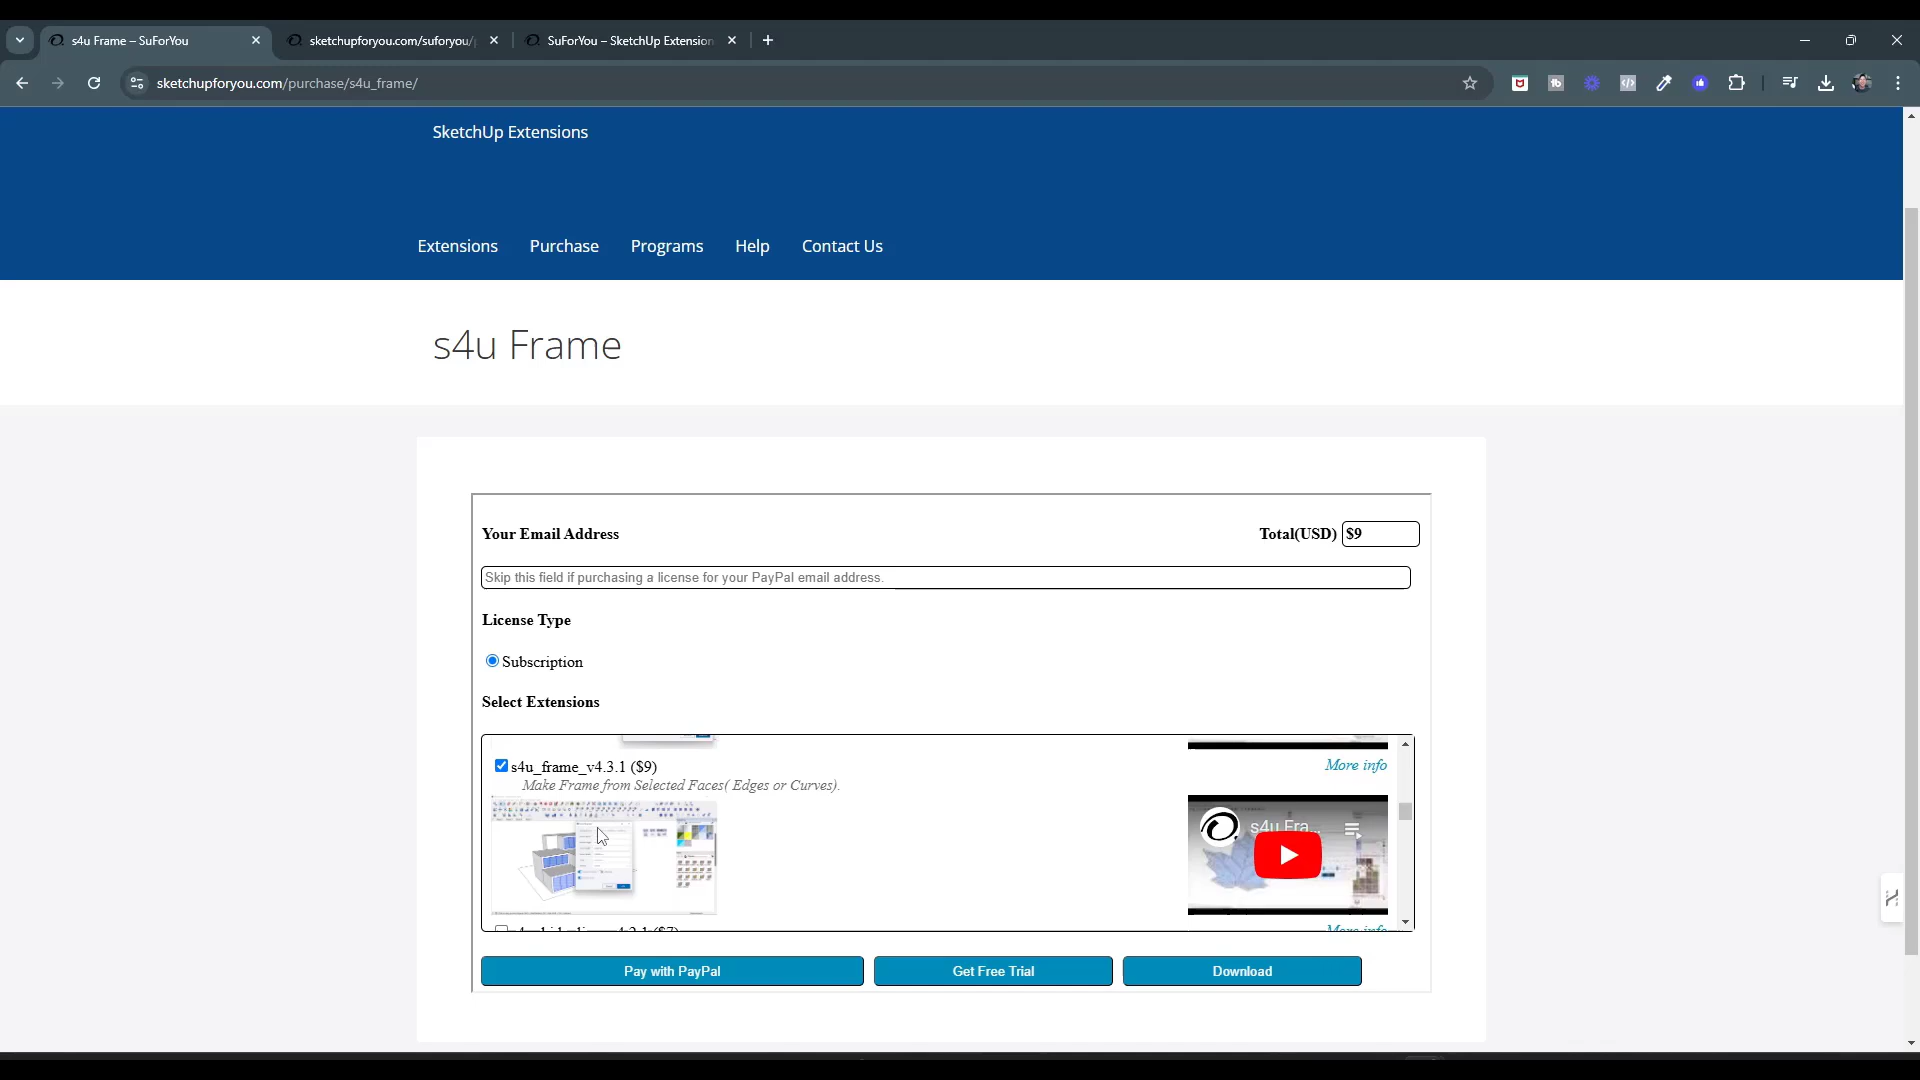 s4u Frame – SuForYou
sketchupforyou.com/suforyou/
SuForYou – SketchUp Extension
sketchupforyou.com/purchase/s4u_frame/
SketchUp Extensions
Extensions
Purchase
Programs
Help
Contact Us
s4u Frame
Your Email Address
Total(USD) $9
Skip this field if purchasing a license for your PayPal email address.
License Type
Subscription
Select Extensions
s4u_frame_v4.3.1 ($9)
More info
Make Frame from Selected Faces( Edges or Curves).
s4u Fra...
More info
Pay with PayPal
Get Free Trial
Download